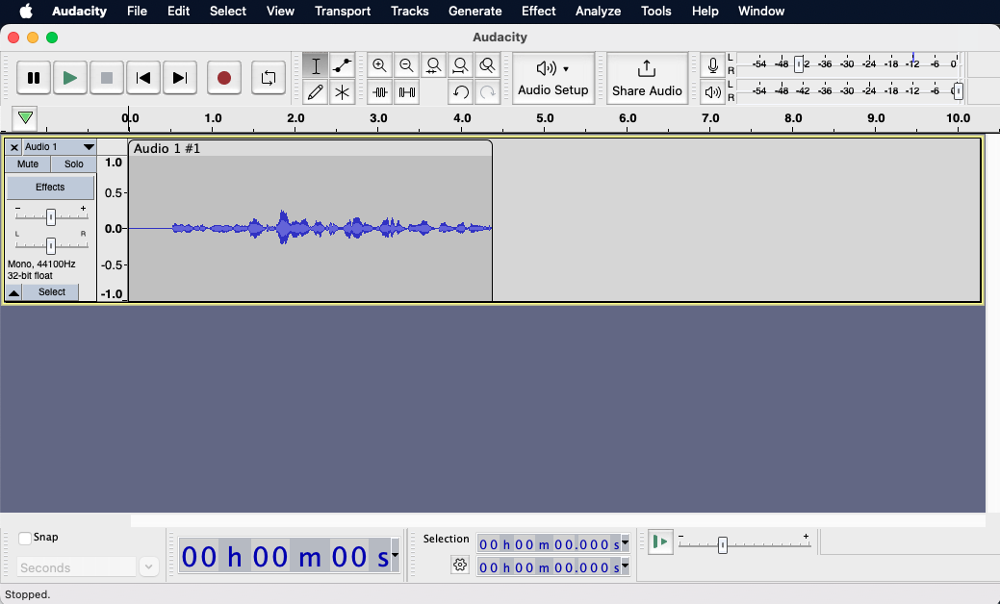 Audacity File Edit Select View Transport Tracks Generate Effect Analyze Tools Help Window
Audacity
Audio Setup
Share Audio
L
R
-54 -48 -42 -36 -30 -24 -18 -12 -6 0
L
R
-54 -48 -42 -36 -30 -24 -18 -12 -6 0
0.0 1.0 2.0 3.0 4.0 5.0 6.0 7.0 8.0 9.0 10.0
Audio 1
Audio 1 #1
Mute Solo
Effects
- +
L R
Mono, 44100Hz
32-bit float
Select
1.0
0.5
0.0
-0.5
-1.0
Snap
Seconds
00 h 00 m 00 s
Selection
00 h 00 m 00.000 s
00 h 00 m 00.000 s
- +
Stopped.